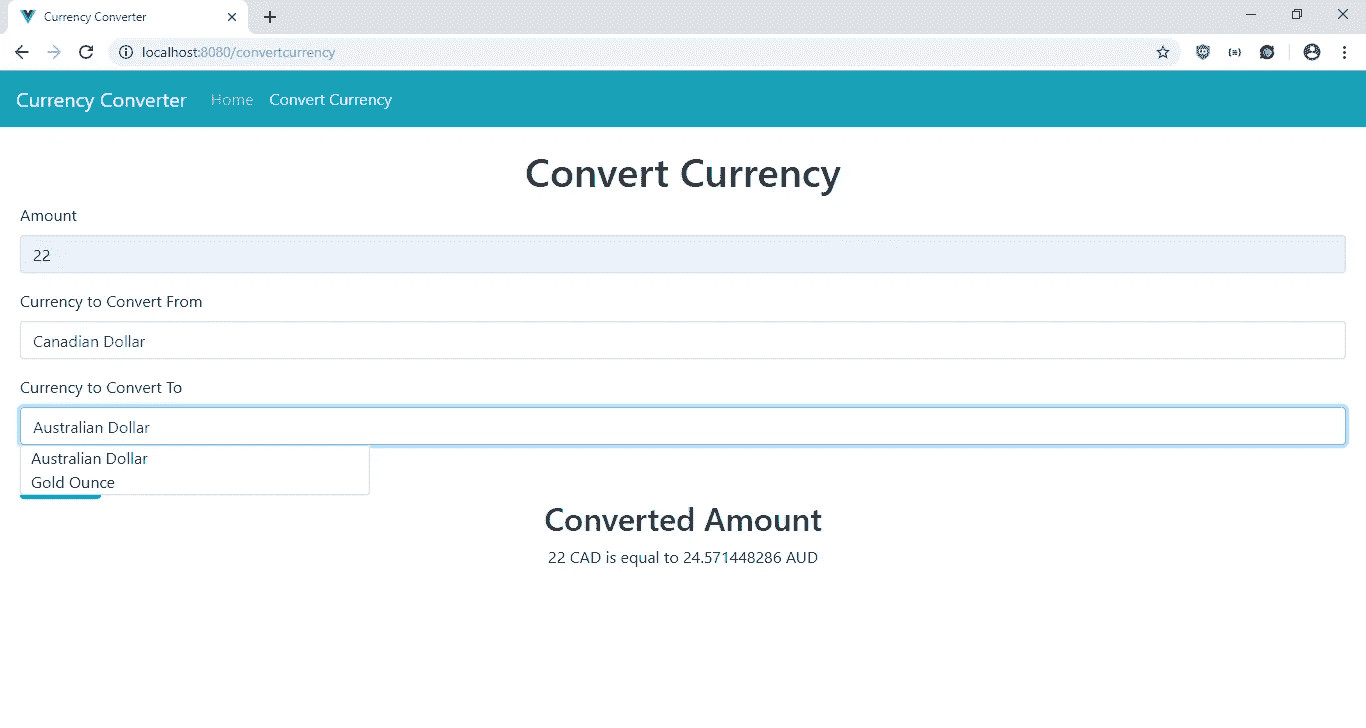 Currency Converter
localhost:8080/convertcurrency
Currency Converter Home Convert Currency
Convert Currency
Amount
22
Currency to Convert From
Canadian Dollar
Currency to Convert To
Australian Dollar
Australian Dollar
Gold Ounce
Converted Amount
22 CAD is equal to 24.571448286 AUD